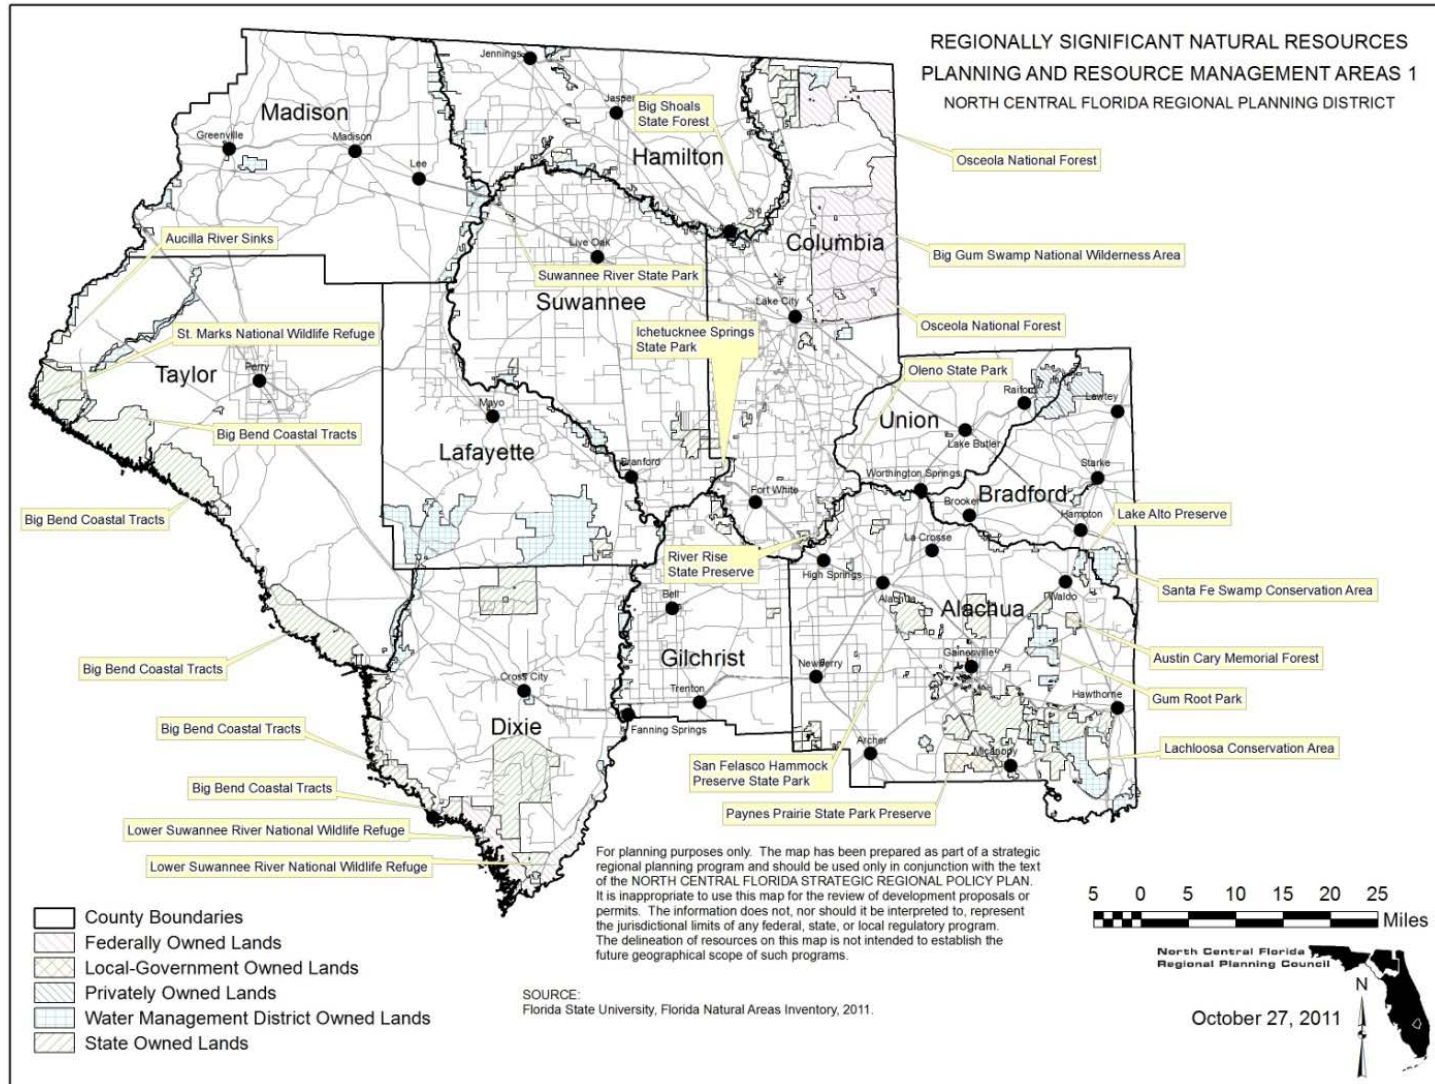 REGIONALLY SIGNIFICANT NATURAL RESOURCES
PLANNING AND RESOURCE MANAGEMENT AREAS 1
NORTH CENTRAL FLORIDA REGIONAL PLANNING DISTRICT
Jennings
Jasper
Big Shoals
State Forest
Madison
Greenville
Madison
Lee
Hamilton
Osceola National Forest
Aucilla River Sinks
Live Oak
Columbia
Big Gum Swamp National Wilderness Area
Suwannee River State Park
Suwannee
Lake City
Osceola National Forest
St. Marks National Wildlife Refuge
Ichetucknee Springs
State Park
Oleno State Park
Taylor
Perry
Mayo
Raiford
Lawtey
Union
Lake Butler
Big Bend Coastal Tracts
Lafayette
Branford
Worthington Springs
Starke
Fort White
Bradford
Brooker
Hampton
Lake Alto Preserve
Big Bend Coastal Tracts
La Crosse
River Rise
State Preserve
High Springs
Alachua
Waldo
Santa Fe Swamp Conservation Area
Bell
Alachua
Big Bend Coastal Tracts
Gilchrist
Newberry
Gainesville
Austin Cary Memorial Forest
Cross City
Trenton
Hawthorne
Gum Root Park
Big Bend Coastal Tracts
Dixie
Fanning Springs
Archer
Micanopy
Lachloosa Conservation Area
San Felasco Hammock
Preserve State Park
Big Bend Coastal Tracts
Paynes Prairie State Park Preserve
Lower Suwannee River National Wildlife Refuge
Lower Suwannee River National Wildlife Refuge
For planning purposes only. The map has been prepared as part of a strategic
regional planning program and should be used only in conjunction with the text
of the NORTH CENTRAL FLORIDA STRATEGIC REGIONAL POLICY PLAN.
It is inappropriate to use this map for the review of development proposals or
permits. The information does not, nor should it be interpreted to, represent
the jurisdictional limits of any federal, state, or local regulatory program.
The delineation of resources on this map is not intended to establish the
future geographical scope of such programs.
5 0 5 10 15 20 25
Miles
County Boundaries
Federally Owned Lands
Local-Government Owned Lands
Privately Owned Lands
Water Management District Owned Lands
State Owned Lands
SOURCE:
Florida State University, Florida Natural Areas Inventory, 2011.
North Central Florida
Regional Planning Council
N
October 27, 2011